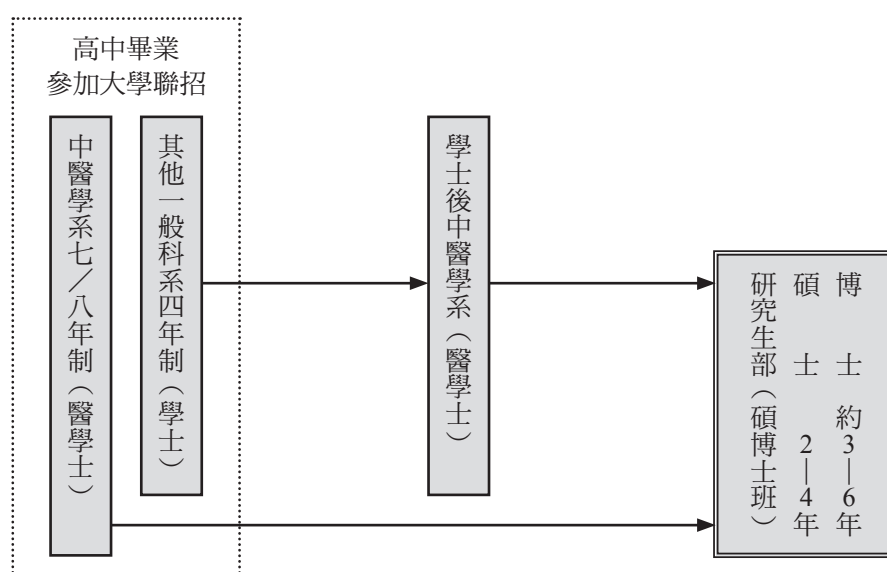 高中畢業
參加大學聯招
中醫學系七／八年制（醫學士）
其他一般科系四年制（學士）
學士後中醫學系（醫學士）
博士約3—6年
碩士2—4年
研究生部（碩博士班）